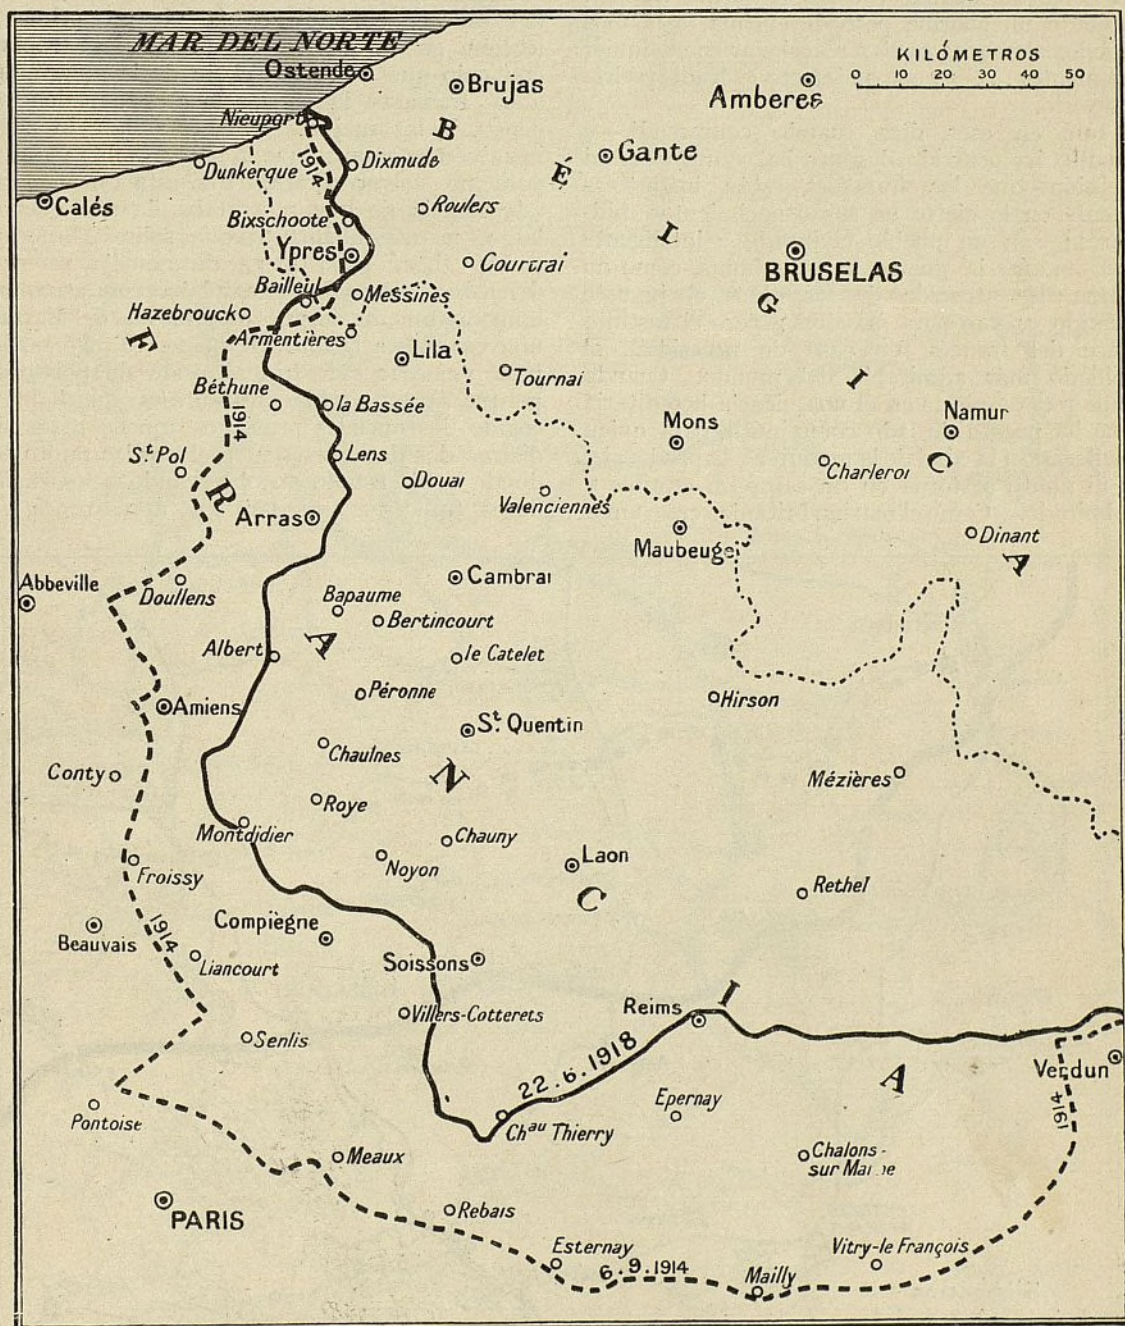 MAR DEL NORTE
KILÓMETROS
0 10 20 30 40 50
Ostende
Brujas
Amberes
Nieuport
B
É
L
G
I
C
A
1914
Dixmude
Gante
Dunkerque
Calés
Roulers
Bixschoote
Ypres
Courtrai
BRUSELAS
Bailleul
Messines
Hazebrouck
Armentières
F
R
A
N
C
I
A
Lila
Tournai
Béthune
la Bassée
1914
Mons
Namur
St. Pol
Lens
Charleroi
Douai
Valenciennes
Arras
Maubeuge
Dinant
Abbeville
Doullens
Cambrai
Bapaume
Bertincourt
Albert
le Catelet
Péronne
Hirson
Amiens
St. Quentin
Chaulnes
Conty
Mézières
Roye
Montdidier
Chauny
Noyon
Laon
Froissy
Rethel
1914
Beauvais
Compiègne
Liancourt
Soissons
Villers-Cotterets
Reims
Senlis
22.6.1918
Verdun
Pontoise
Chau Thierry
Epernay
1914
Meaux
Chalons-
sur Marne
PARIS
Rebais
Esternay
Vitry-le François
6.9.1914
Mailly